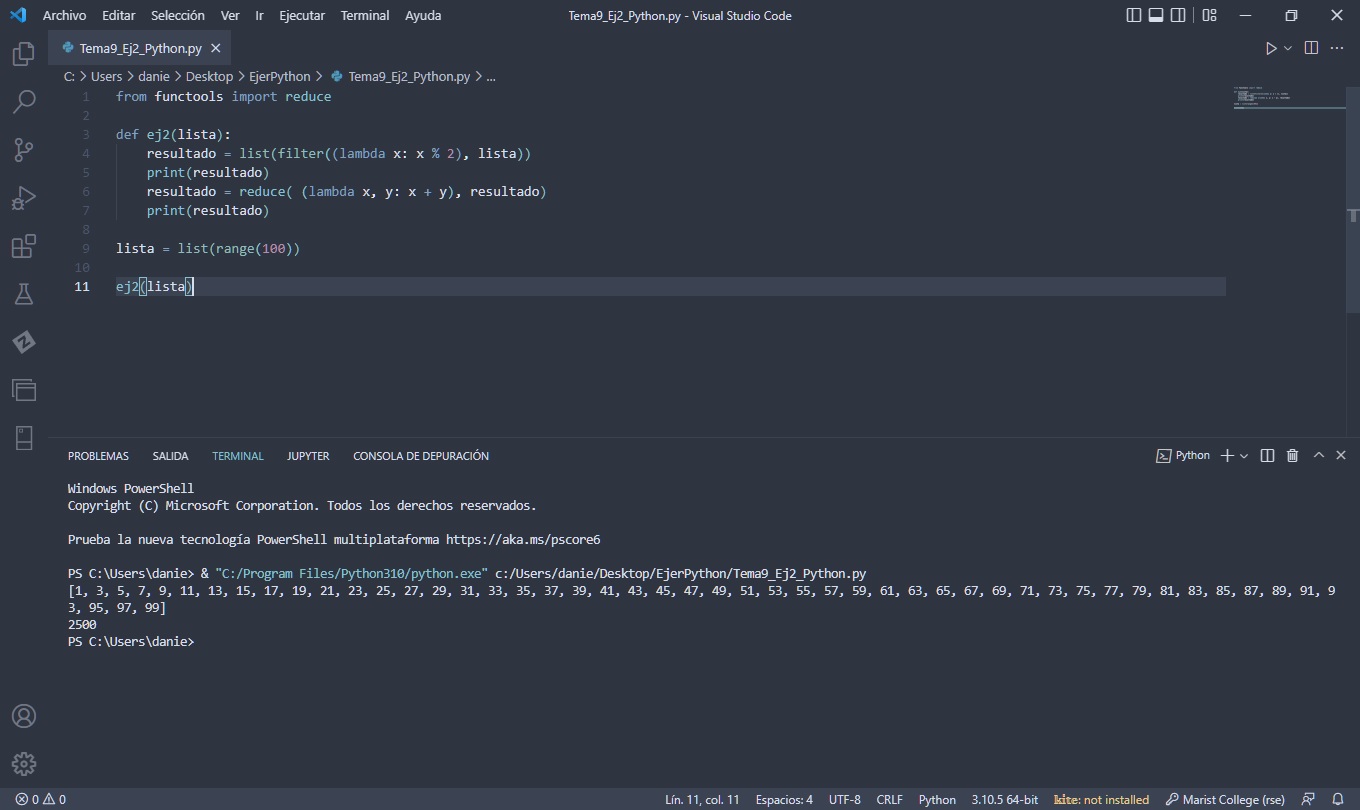 Archivo Editar Selección Ver Ir Ejecutar Terminal Ayuda Tema9_Ej2_Python.py - Visual Studio Code
Tema9_Ej2_Python.py
C: > Users > danie > Desktop > EjerPython > Tema9_Ej2_Python.py > ...
1 from functools import reduce
2
3 def ej2(lista):
4 resultado = list(filter((lambda x: x % 2), lista))
5 print(resultado)
6 resultado = reduce( (lambda x, y: x + y), resultado)
7 print(resultado)
8
9 lista = list(range(100))
10
11 ej2(lista)
PROBLEMAS SALIDA TERMINAL JUPYTER CONSOLA DE DEPURACIÓN Python
Windows PowerShell
Copyright (C) Microsoft Corporation. Todos los derechos reservados.
Prueba la nueva tecnología PowerShell multiplataforma https://aka.ms/pscore6
PS C:\Users\danie> & "C:/Program Files/Python310/python.exe" c:/Users/danie/Desktop/EjerPython/Tema9_Ej2_Python.py
[1, 3, 5, 7, 9, 11, 13, 15, 17, 19, 21, 23, 25, 27, 29, 31, 33, 35, 37, 39, 41, 43, 45, 47, 49, 51, 53, 55, 57, 59, 61, 63, 65, 67, 69, 71, 73, 75, 77, 79, 81, 83, 85, 87, 89, 91, 9
3, 95, 97, 99]
2500
PS C:\Users\danie>
0 0 Lín. 11, col. 11 Espacios: 4 UTF-8 CRLF Python 3.10.5 64-bit kite: not installed Marist College (rse)